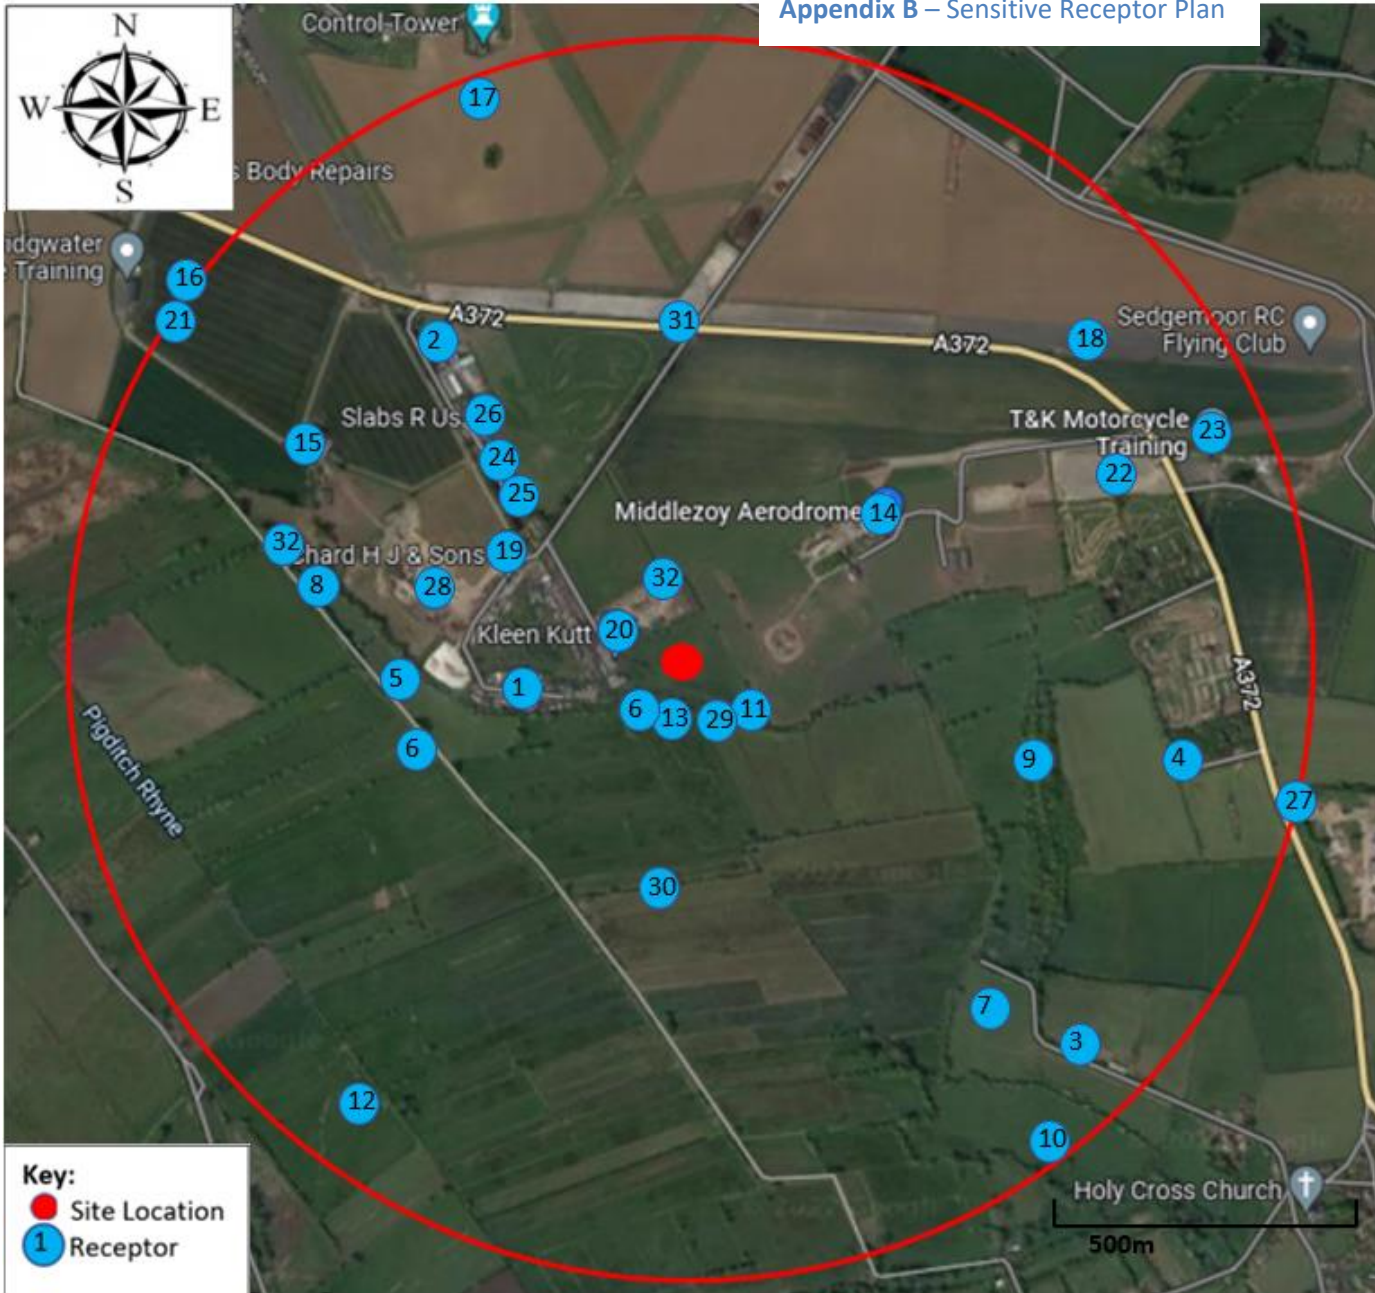 Appendix B – Sensitive Receptor Plan
N
W E
S
Control Tower
17
s Body Repairs
idgwater
e Training
16
21
A372
31
2
A372
18
Sedgemoor RC
Flying Club
Slabs R Us
26
T&K Motorcycle
Training
23
15
24
22
25
Middlezoy Aerodrome
14
32
chard H J & Sons
19
8
28
32
Kleen Kutt
20
5
1
6
13
29
11
A372
Pigditch Rhyne
6
9
4
27
30
7
3
12
10
Holy Cross Church
500m
Key:
Site Location
1 Receptor